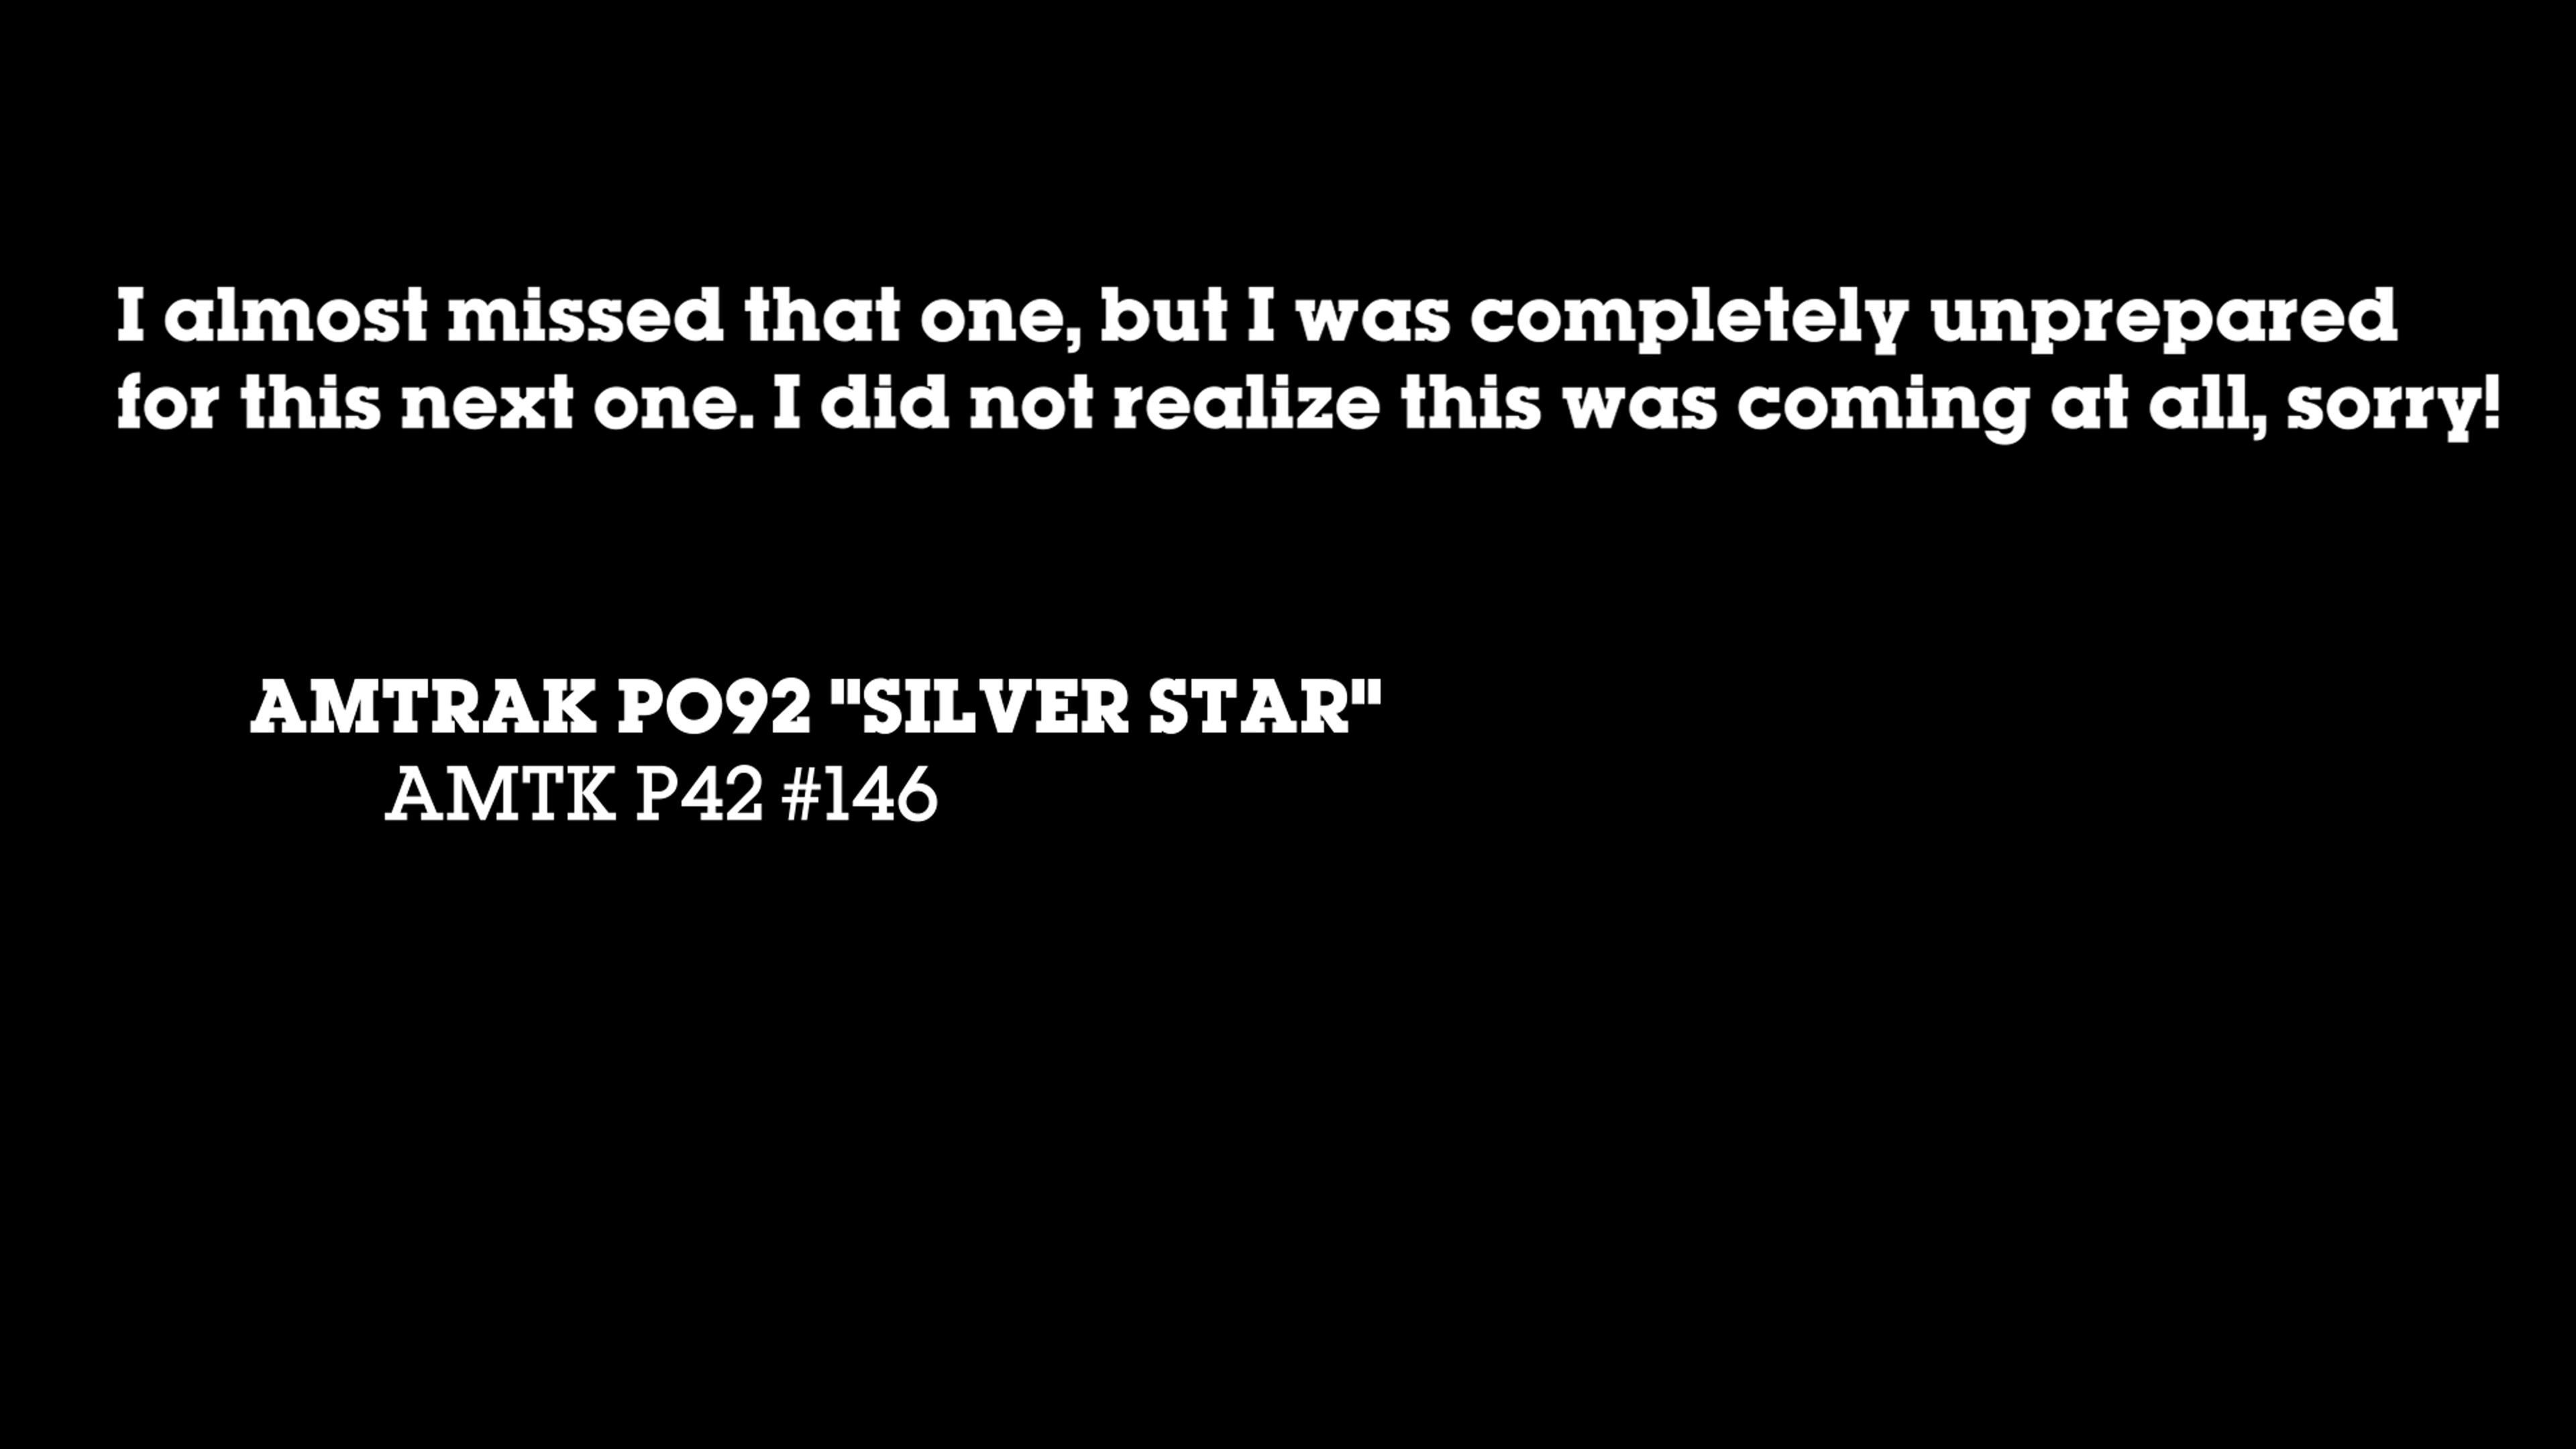 I almost missed that one, but I was completely unprepared
for this next one. I did not realize this was coming at all, sorry!
AMTRAK PO92 "SILVER STAR"
AMTK P42 #146